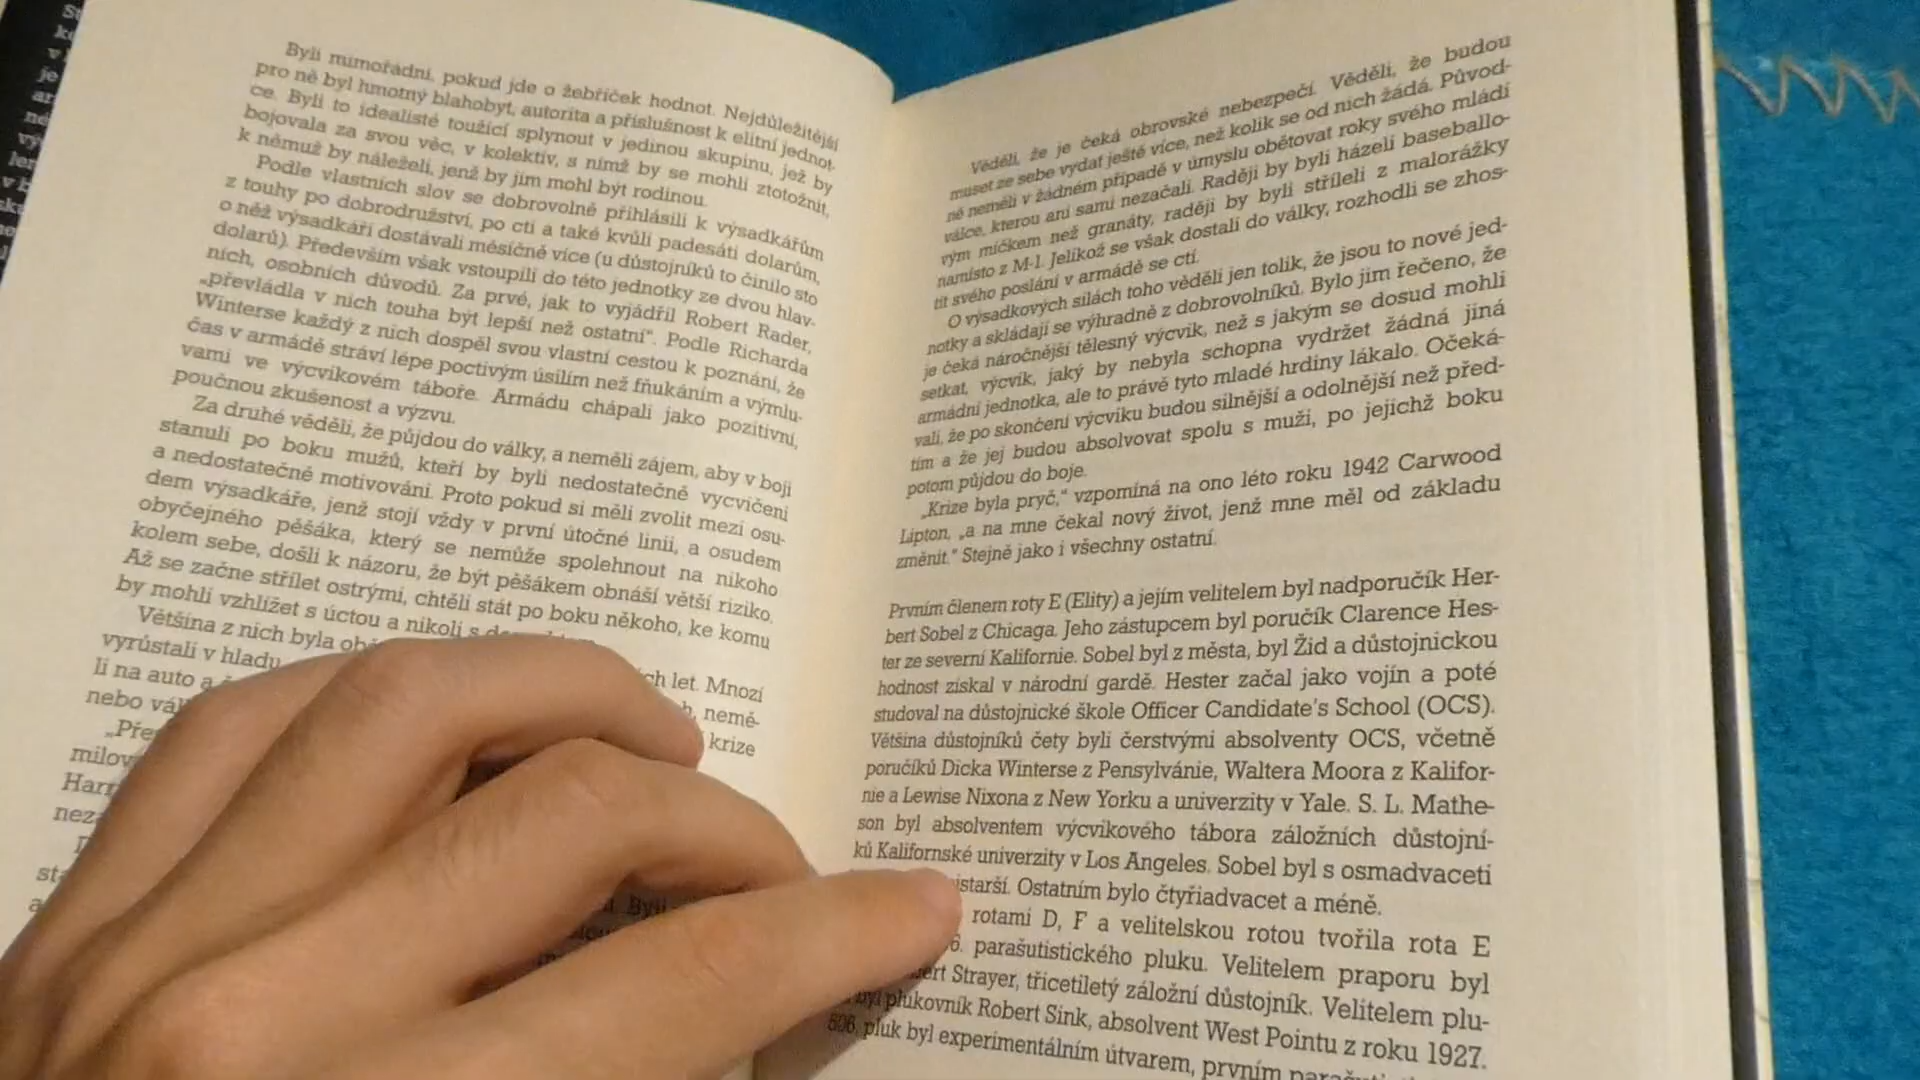 Byli mimořádní, pokud jde o žebříček hodnot. Nejdůležitější
pro ně byl hmotný blahobyt, autorita a příslušnost k elitní jednot-
ce. Byli to idealisté toužící splynout v jedinou skupinu, jež by
bojovala za svou věc, v kolektiv, s nímž by se mohli ztotožnit,
k němuž by náleželi, jenž by jim mohl být rodinou.
Podle vlastních slov se dobrovolně přihlásili k výsadkářům
z touhy po dobrodružství, po cti a také kvůli padesáti dolarům,
o něž výsadkáři dostávali měsíčně více (u důstojníků to činilo sto
dolarů). Především však vstoupili do této jednotky ze dvou hlav-
ních, osobních důvodů. Za prvé, jak to vyjádřil Robert Rader,
„převládla v nich touha být lepší než ostatní“. Podle Richarda
Winterse každý z nich dospěl svou vlastní cestou k poznání, že
čas v armádě stráví lépe poctivým úsilím než fňukáním a výmlu-
vami ve výcvikovém táboře. Armádu chápali jako pozitivní,
poučnou zkušenost a výzvu.
Za druhé věděli, že půjdou do války, a neměli zájem, aby v boji
stanuli po boku mužů, kteří by byli nedostatečně vycvičeni
a nedostatečně motivováni. Proto pokud si měli zvolit mezi osu-
dem výsadkáře, jenž stojí vždy v první útočné linii, a osudem
obyčejného pěšáka, který se nemůže spolehnout na nikoho
kolem sebe, došli k názoru, že být pěšákem obnáší větší riziko.
Až se začne střílet ostrými, chtěli stát po boku někoho, ke komu
by mohli vzhlížet s úctou a nikoli s
Většina z nich byla let. Mnozí
vyrůstali v hladu nemě-
li na auto a krize
nebo
milov
Věděli, že je čeká obrovské nebezpečí. Věděli, že budou
muset ze sebe vydat ještě více, než kolik se od nich žádá. Původ-
ně neměli v žádném případě v úmyslu obětovat roky svého mládí
válce, kterou ani sami nezačali. Raději by byli házeli baseballo-
vým míčkem než granáty, raději by byli stříleli z malorážky
namísto z M-1. Jelikož se však dostali do války, rozhodli se zhos-
tit svého poslání v armádě se ctí.
O výsadkových silách toho věděli jen tolik, že jsou to nové jed-
notky a skládají se výhradně z dobrovolníků. Bylo jim řečeno, že
je čeká náročnější tělesný výcvik, než s jakým se dosud mohli
setkat, výcvik, jaký by nebyla schopna vydržet žádná jiná
armádní jednotka, ale to právě tyto mladé hrdiny lákalo. Očeká-
vali, že po skončení výcviku budou silnější a odolnější než před-
tím a že jej budou absolvovat spolu s muži, po jejichž boku
potom půjdou do boje.
„Krize byla pryč,“ vzpomíná na ono léto roku 1942 Carwood
Lipton, „a na mne čekal nový život, jenž mne měl od základu
změnit.“ Stejně jako i všechny ostatní.
Prvním členem roty E (Elity) a jejím velitelem byl nadporučík Her-
bert Sobel z Chicaga. Jeho zástupcem byl poručík Clarence Hes-
ter ze severní Kalifornie. Sobel byl z města, byl Žid a důstojnickou
hodnost získal v národní gardě. Hester začal jako vojín a poté
studoval na důstojnické škole Officer Candidate's School (OCS).
Většina důstojníků čety byli čerstvými absolventy OCS, včetně
poručíků Dicka Winterse z Pensylvánie, Waltera Moora z Kalifor-
nie a Lewise Nixona z New Yorku a univerzity v Yale. S. L. Mathe-
son byl absolventem výcvikového tábora záložních důstojní-
ků Kalifornské univerzity v Los Angeles. Sobel byl s osmadvaceti
jstarší. Ostatním bylo čtyřiadvacet a méně.
rotami D, F a velitelskou rotou tvořila rota E
6. parašutistického pluku. Velitelem praporu byl
Strayer, třicetiletý záložní důstojník. Velitelem plu-
byl plukovník Robert Sink, absolvent West Pointu z roku 1927.
506. pluk byl experimentálním útvarem, prvním